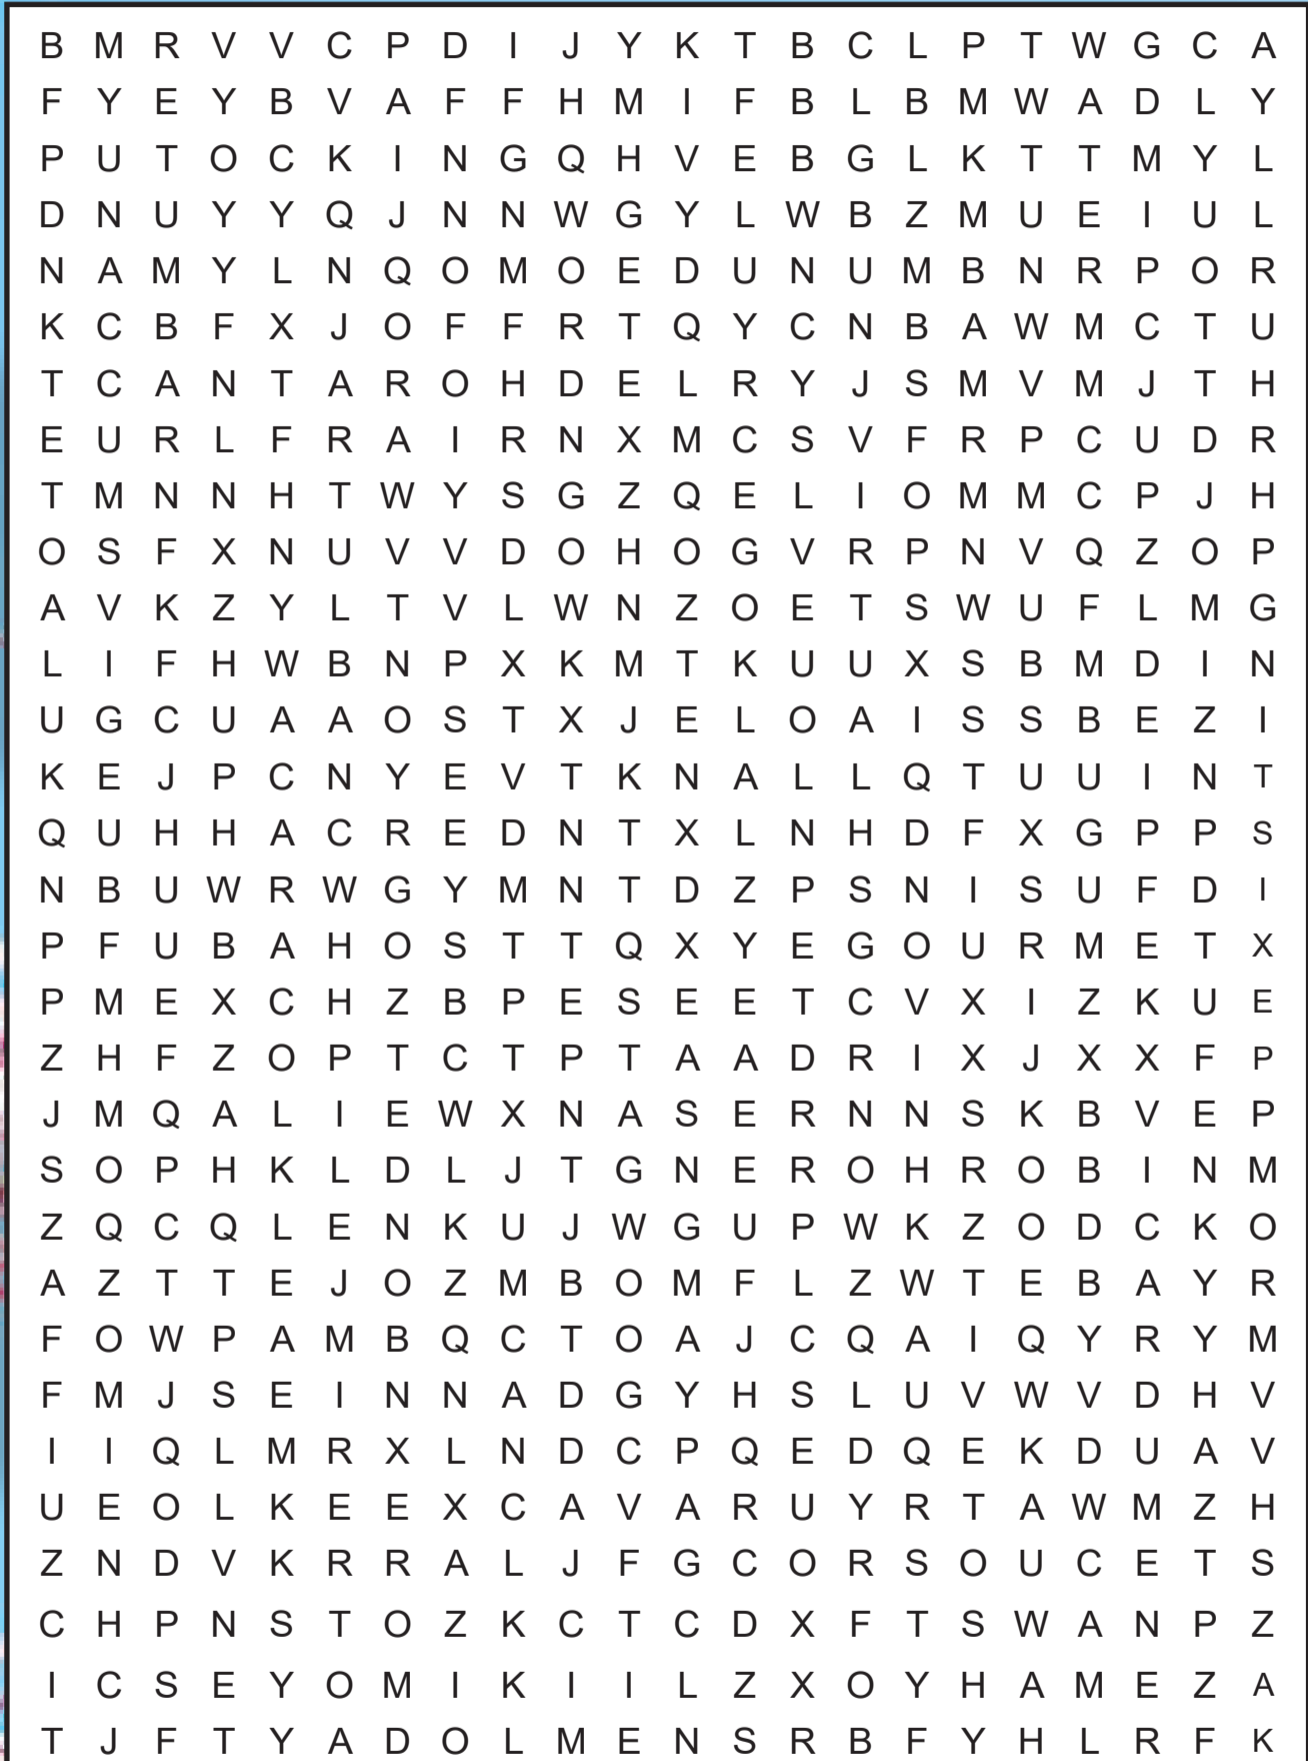 B M R V V C P D I J Y K T B C L P T W G C A
F Y E Y B V A F F H M I F B L B M W A D L Y
P U T O C K I N G Q H V E B G L K T T M Y L
D N U Y Y Q J N N W G Y L W B Z M U E I U L
N A M Y L N Q O M O E D U N U M B N R P O R
K C B F X J O F F R T Q Y C N B A W M C T U
T C A N T A R O H D E L R Y J S M V M J T H
E U R L F R A I R N X M C S V F R P C U D R
T M N N H T W Y S G Z Q E L I O M M C P J H
O S F X N U V V D O H O G V R P N V Q Z O P
A V K Z Y L T V L W N Z O E T S W U F L M G
L I F H W B N P X K M T K U U X S B M D I N
U G C U A A O S T X J E L O A I S S B E Z I
K E J P C N Y E V T K N A L L Q T U U I N T
Q U H H A C R E D N T X L N H D F X G P P S
N B U W R W G Y M N T D Z P S N I S U F D I
P F U B A H O S T T Q X Y E G O U R M E T X
P M E X C H Z B P E S E E T C V X I Z K U E
Z H F Z O P T C T P T A A D R I X J X X F P
J M Q A L I E W X N A S E R N N S K B V E P
S O P H K L D L J T G N E R O H R O B I N M
Z Q C Q L E N K U J W G U P W K Z O D C K O
A Z T T E J O Z M B O M F L Z W T E B A Y R
F O W P A M B Q C T O A J C Q A I Q Y R Y M
F M J S E I N N A D G Y H S L U V W V D H V
I I Q L M R X L N D C P Q E D Q E K D U A V
U E O L K E E X C A V A R U Y R T A W M Z H
Z N D V K R R A L J F G C O R S O U C E T S
C H P N S T O Z K C T C D X F T S W A N P Z
I C S E Y O M I K I I L Z X O Y H A M E Z A
T J F T Y A D O L M E N S R B F Y H L R F K